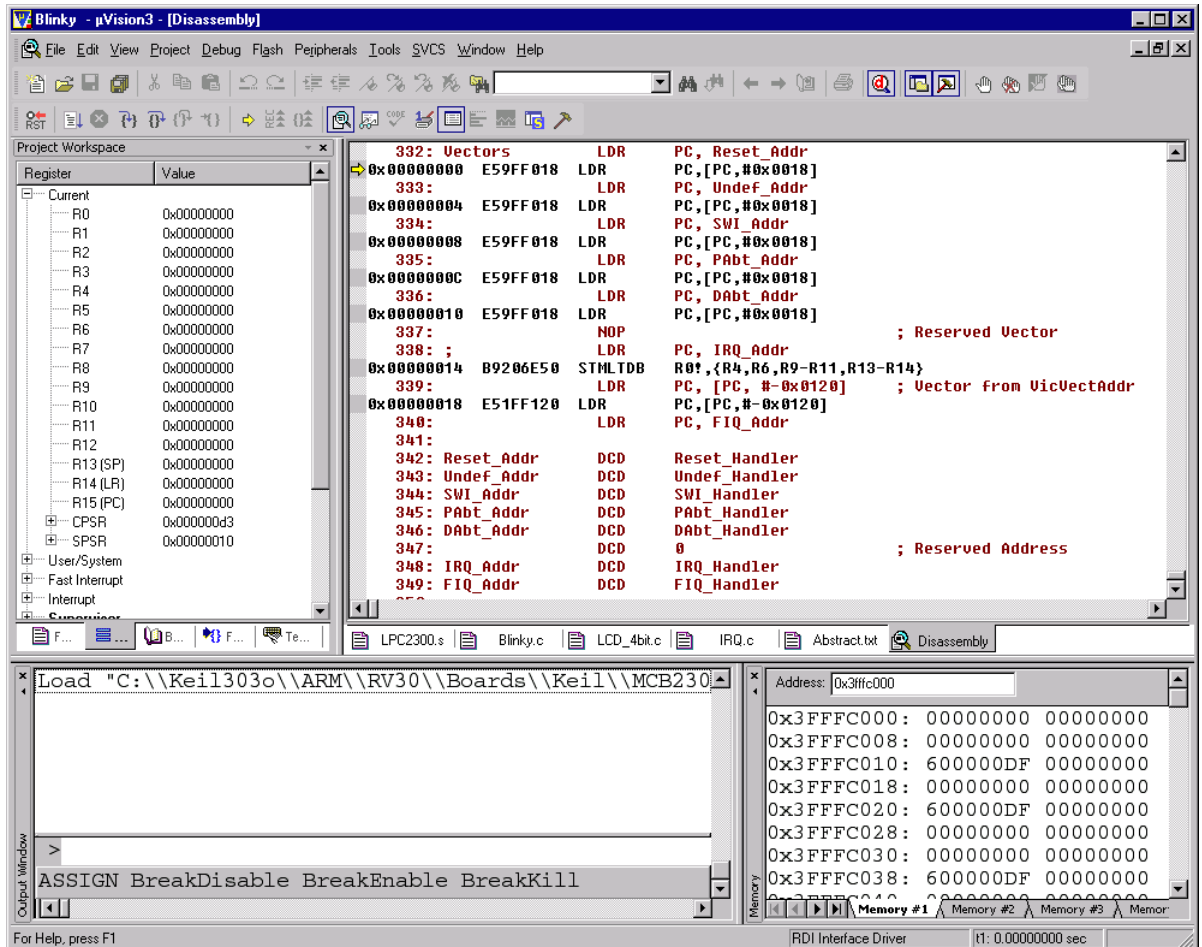 Blinky - µVision3 - [Disassembly]
File Edit View Project Debug Flash Peripherals Tools SVCS Window Help
RST CODE
Project Workspace
Register Value
Current
R0 0x00000000
R1 0x00000000
R2 0x00000000
R3 0x00000000
R4 0x00000000
R5 0x00000000
R6 0x00000000
R7 0x00000000
R8 0x00000000
R9 0x00000000
R10 0x00000000
R11 0x00000000
R12 0x00000000
R13 (SP) 0x00000000
R14 (LR) 0x00000000
R15 (PC) 0x00000000
CPSR 0x000000d3
SPSR 0x00000010
User/System
Fast Interrupt
Interrupt
Supervisor
F... ... B... F... Te...
332: Vectors LDR PC, Reset_Addr
0x00000000 E59FF018 LDR PC,[PC,#0x0018]
333: LDR PC, Undef_Addr
0x00000004 E59FF018 LDR PC,[PC,#0x0018]
334: LDR PC, SWI_Addr
0x00000008 E59FF018 LDR PC,[PC,#0x0018]
335: LDR PC, PAbt_Addr
0x0000000C E59FF018 LDR PC,[PC,#0x0018]
336: LDR PC, DAbt_Addr
0x00000010 E59FF018 LDR PC,[PC,#0x0018]
337: NOP ; Reserved Vector
338: ; LDR PC, IRQ_Addr
0x00000014 B9206E50 STMLTDB R0!,{R4,R6,R9-R11,R13-R14}
339: LDR PC, [PC, #-0x0120] ; Vector from VicVectAddr
0x00000018 E51FF120 LDR PC,[PC,#-0x0120]
340: LDR PC, FIQ_Addr
341:
342: Reset_Addr DCD Reset_Handler
343: Undef_Addr DCD Undef_Handler
344: SWI_Addr DCD SWI_Handler
345: PAbt_Addr DCD PAbt_Handler
346: DAbt_Addr DCD DAbt_Handler
347: DCD 0 ; Reserved Address
348: IRQ_Addr DCD IRQ_Handler
349: FIQ_Addr DCD FIQ_Handler
LPC2300.s Blinky.c LCD_4bit.c IRQ.c Abstract.txt Disassembly
Output Window
Load "C:\\Keil303o\\ARM\\RV30\\Boards\\Keil\\MCB230
>
ASSIGN BreakDisable BreakEnable BreakKill
Memory
Address: 0x3fffc000
0x3FFFC000: 00000000 00000000
0x3FFFC008: 00000000 00000000
0x3FFFC010: 600000DF 00000000
0x3FFFC018: 00000000 00000000
0x3FFFC020: 600000DF 00000000
0x3FFFC028: 00000000 00000000
0x3FFFC030: 00000000 00000000
0x3FFFC038: 600000DF 00000000
Memory #1 Memory #2 Memory #3 Memor
For Help, press F1 RDI Interface Driver t1: 0.00000000 sec